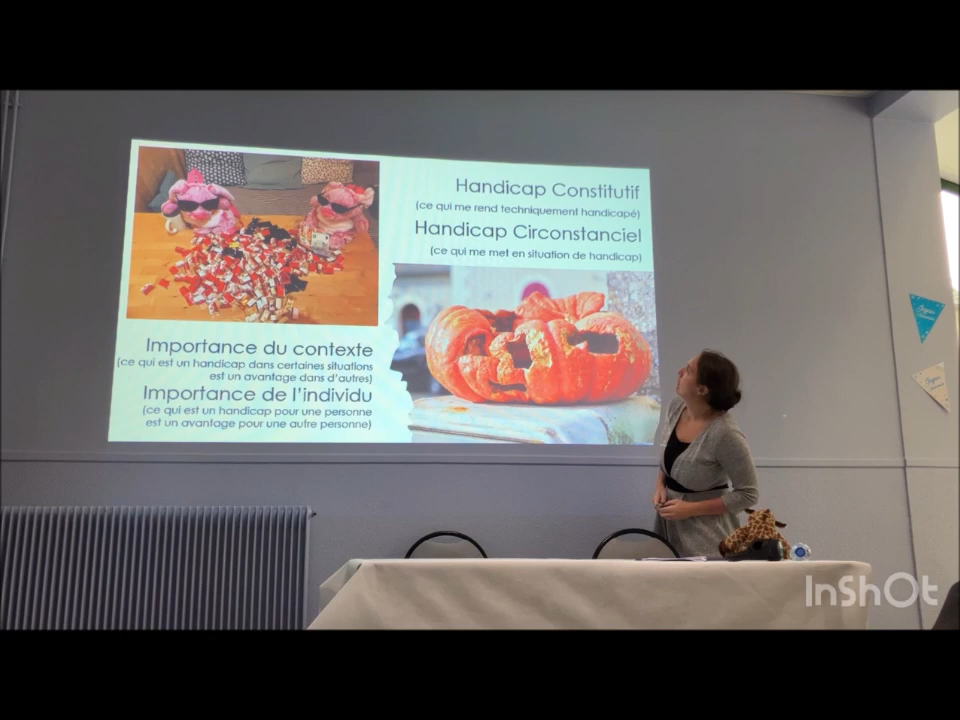 Handicap Constitutif
(ce qui me rend techniquement handicapé)
Handicap Circonstanciel
(ce qui me met en situation de handicap)
Importance du contexte
(ce qui est un handicap dans certaines situations
est un avantage dans d'autres)
Importance de l'individu
(ce qui est un handicap pour une personne
est un avantage pour une autre personne)
InShOt